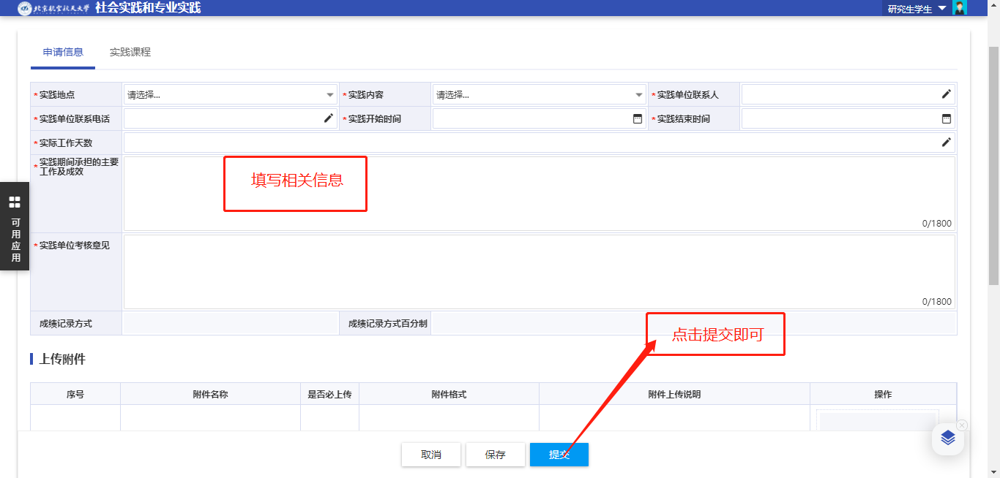 北京航空航天大学 社会实践和专业实践 研究生学生
申请信息 实践课程
*实践地点 请选择... *实践内容 请选择... *实践单位联系人
*实践单位联系电话 *实践开始时间 *实践结束时间
*实际工作天数
*实践期间承担的主要
工作及成效
填写相关信息
0/1800
可用应用
*实践单位考核意见
0/1800
成绩记录方式 成绩记录方式百分制
点击提交即可
上传附件
序号 附件名称 是否必上传 附件格式 附件上传说明 操作
取消 保存 提交